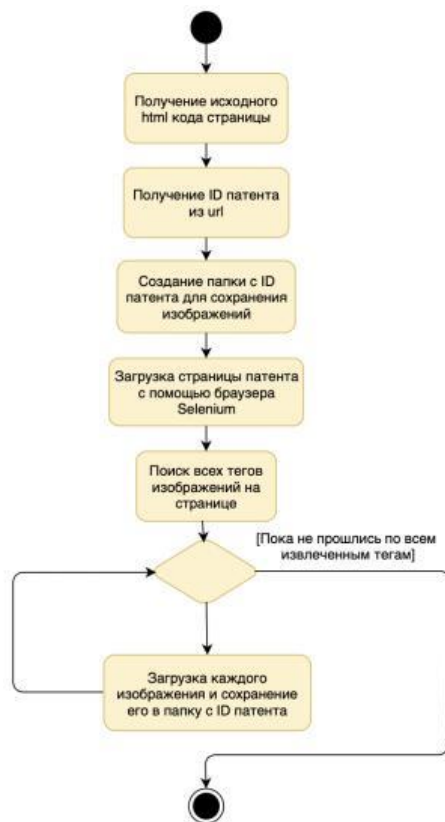 Получение исходного
html кода страницы
Получение ID патента
из url
Создание папки с ID
патента для сохранения
изображений
Загрузка страницы патента
с помощью браузера
Selenium
Поиск всех тегов
изображений на
странице
[Пока не прошлись по всем
извлеченным тегам]
Загрузка каждого
изображения и сохранение
его в папку с ID патента